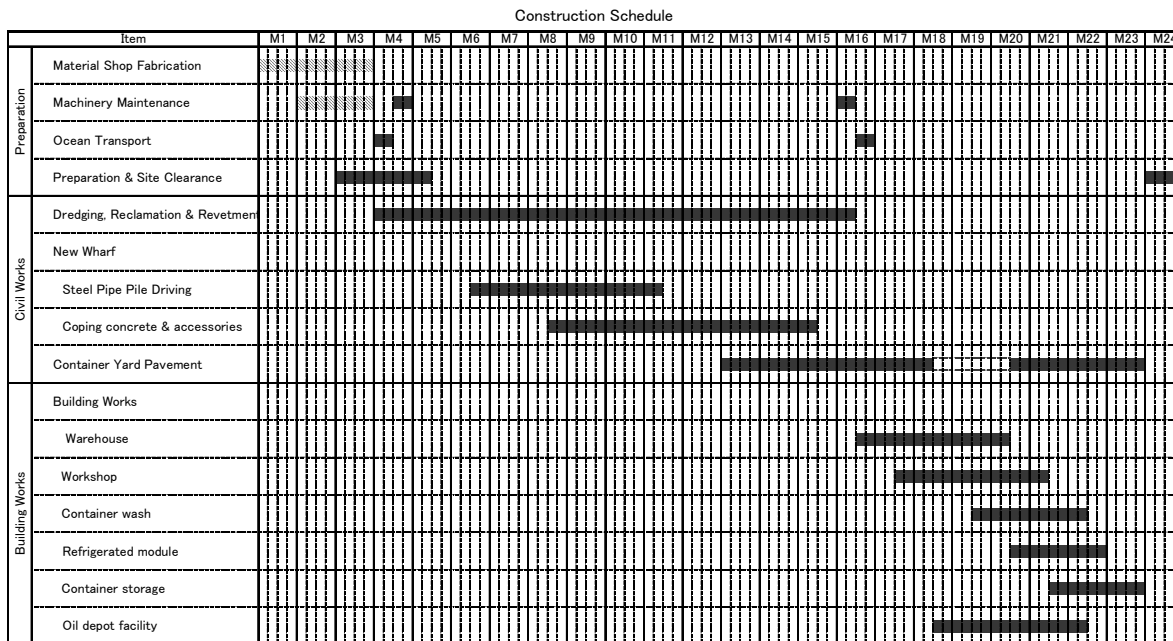 Construction Schedule
Item M1 M2 M3 M4 M5 M6 M7 M8 M9 M10 M11 M12 M13 M14 M15 M16 M17 M18 M19 M20 M21 M22 M23 M24
Preparation
Material Shop Fabrication
Machinery Maintenance
Ocean Transport
Preparation & Site Clearance
Civil Works
Dredging, Reclamation & Revetment
New Wharf
Steel Pipe Pile Driving
Coping concrete & accessories
Container Yard Pavement
Building Works
Building Works
Warehouse
Workshop
Container wash
Refrigerated module
Container storage
Oil depot facility